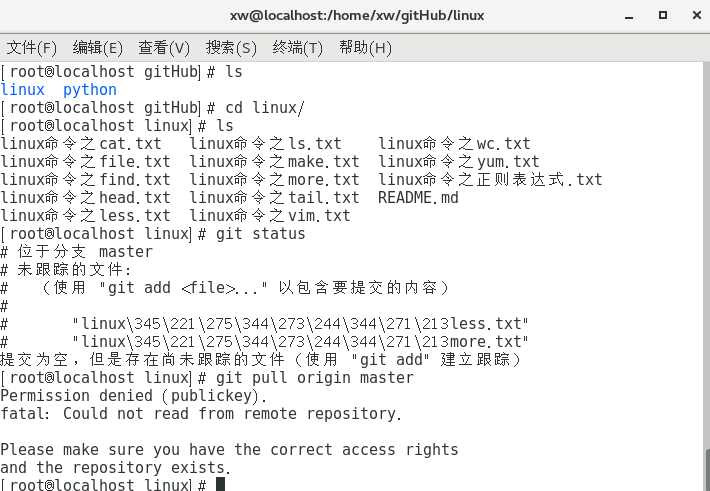 xw@localhost:/home/xw/gitHub/linux
文件(F) 编辑(E) 查看(V) 搜索(S) 终端(T) 帮助(H)
[root@localhost gitHub]# ls
linux  python
[root@localhost gitHub]# cd linux/
[root@localhost linux]# ls
linux命令之cat.txt   linux命令之ls.txt    linux命令之wc.txt
linux命令之file.txt  linux命令之make.txt  linux命令之yum.txt
linux命令之find.txt  linux命令之more.txt  linux命令之正则表达式.txt
linux命令之head.txt  linux命令之tail.txt  README.md
linux命令之less.txt  linux命令之vim.txt
[root@localhost linux]# git status
# 位于分支 master
# 未跟踪的文件:
#   （使用 "git add <file>..." 以包含要提交的内容）
#
#       "linux\345\221\275\344\273\244\344\271\213less.txt"
#       "linux\345\221\275\344\273\244\344\271\213more.txt"
提交为空，但是存在尚未跟踪的文件（使用 "git add" 建立跟踪）
[root@localhost linux]# git pull origin master
Permission denied (publickey).
fatal: Could not read from remote repository.
Please make sure you have the correct access rights
and the repository exists.
[root@localhost linux]#